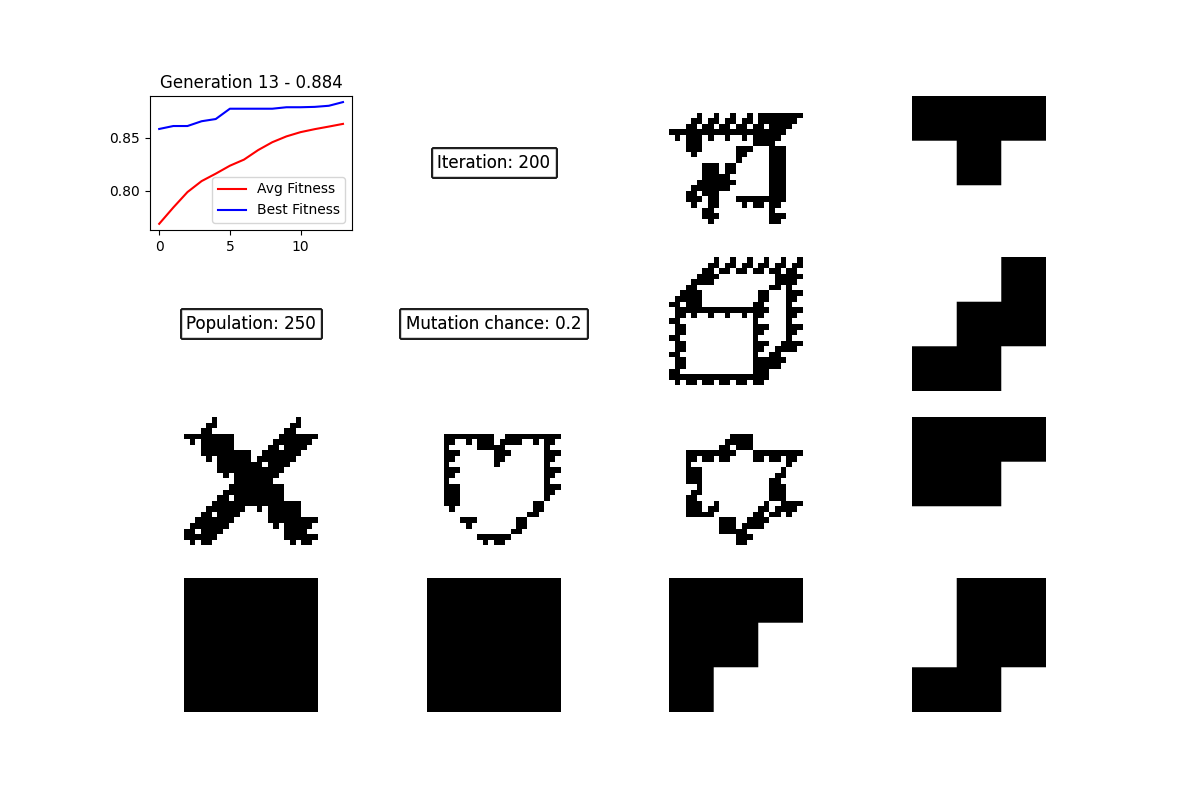 Generation 13 - 0.884
0.85
0.80
Avg Fitness
Best Fitness
0 5 10
Iteration: 200
Population: 250
Mutation chance: 0.2